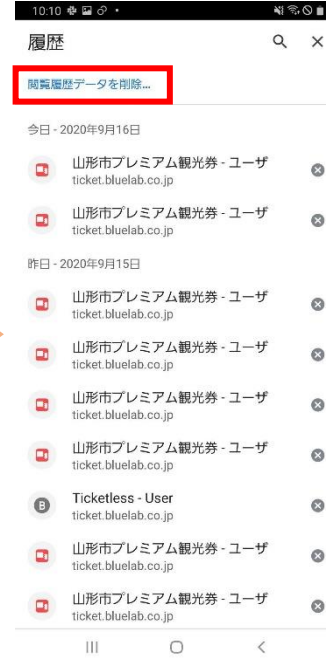 10:10
履歴
閲覧履歴データを削除...
今日 - 2020年9月16日
山形市プレミアム観光券 - ユーザ
ticket.bluelab.co.jp
山形市プレミアム観光券 - ユーザ
ticket.bluelab.co.jp
昨日 - 2020年9月15日
山形市プレミアム観光券 - ユーザ
ticket.bluelab.co.jp
山形市プレミアム観光券 - ユーザ
ticket.bluelab.co.jp
山形市プレミアム観光券 - ユーザ
ticket.bluelab.co.jp
山形市プレミアム観光券 - ユーザ
ticket.bluelab.co.jp
B Ticketless - User
ticket.bluelab.co.jp
山形市プレミアム観光券 - ユーザ
ticket.bluelab.co.jp
山形市プレミアム観光券 - ユーザ
ticket.bluelab.co.jp